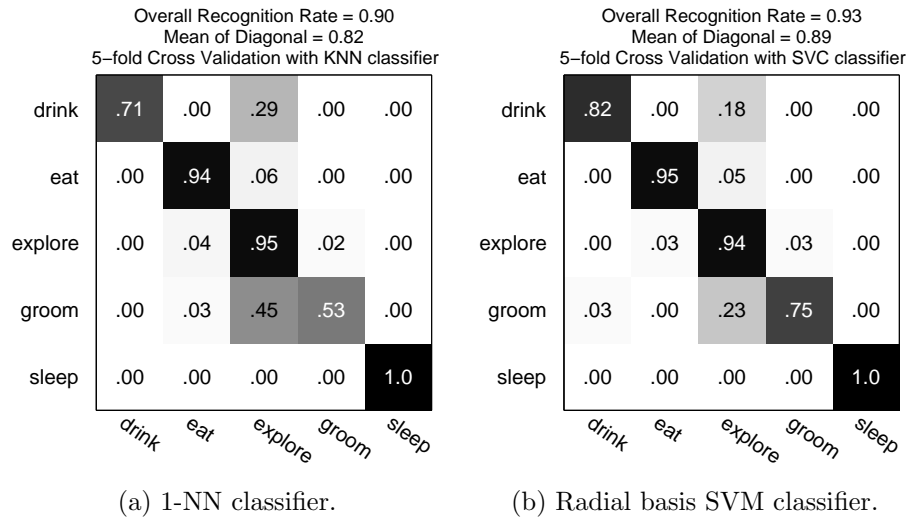 Overall Recognition Rate = 0.90
Mean of Diagonal = 0.82
5−fold Cross Validation with KNN classifier
drink .71 .00 .29 .00 .00
eat .00 .94 .06 .00 .00
explore .00 .04 .95 .02 .00
groom .00 .03 .45 .53 .00
sleep .00 .00 .00 .00 1.0
drink eat explore groom sleep
(a) 1-NN classifier.
Overall Recognition Rate = 0.93
Mean of Diagonal = 0.89
5−fold Cross Validation with SVC classifier
drink .82 .00 .18 .00 .00
eat .00 .95 .05 .00 .00
explore .00 .03 .94 .03 .00
groom .03 .00 .23 .75 .00
sleep .00 .00 .00 .00 1.0
drink eat explore groom sleep
(b) Radial basis SVM classifier.